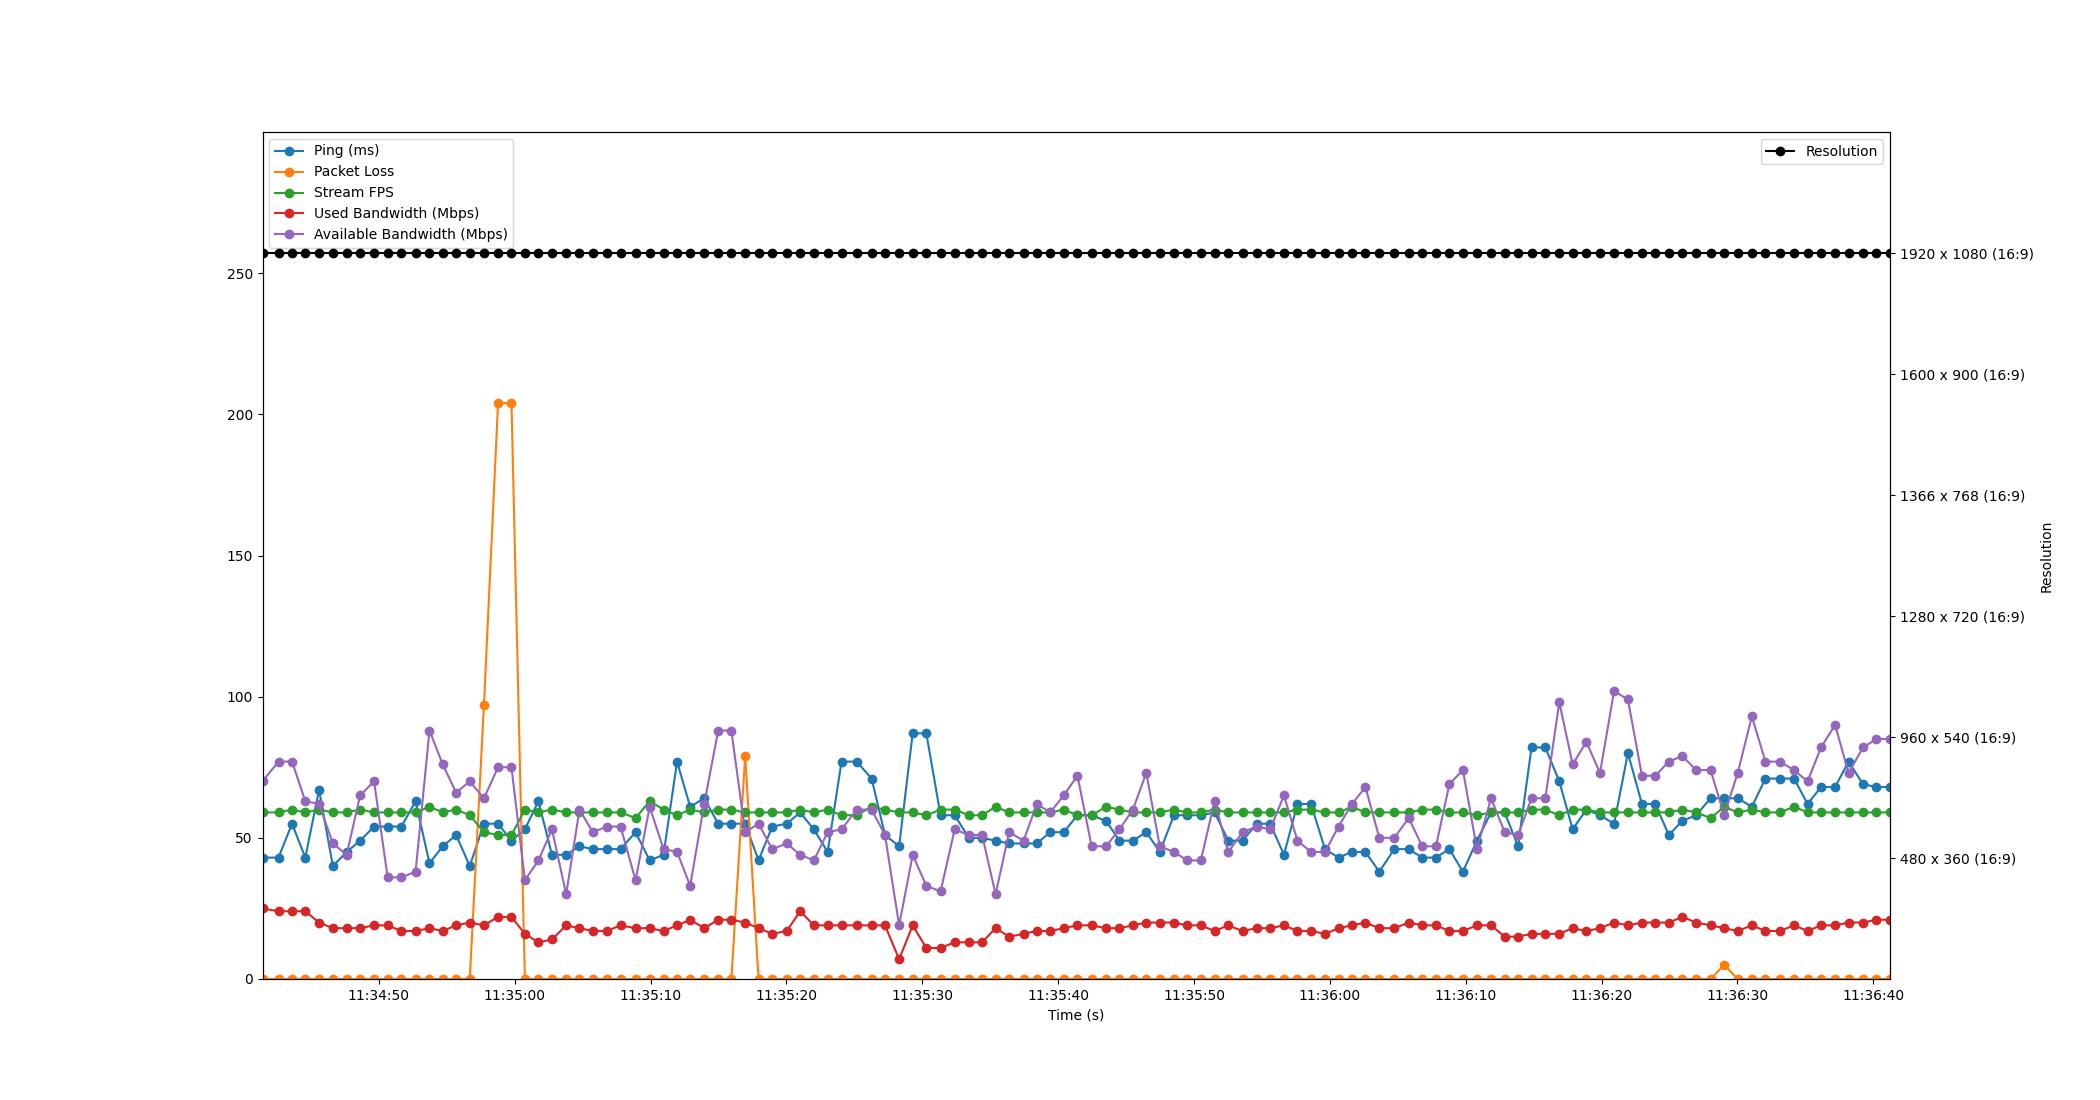 Ping (ms)
Packet Loss
Stream FPS
Used Bandwidth (Mbps)
Available Bandwidth (Mbps)
Resolution
250
200
150
100
50
0
1920 x 1080 (16:9)
1600 x 900 (16:9)
1366 x 768 (16:9)
1280 x 720 (16:9)
960 x 540 (16:9)
480 x 360 (16:9)
Resolution
11:34:50 11:35:00 11:35:10 11:35:20 11:35:30 11:35:40 11:35:50 11:36:00 11:36:10 11:36:20 11:36:30 11:36:40
Time (s)